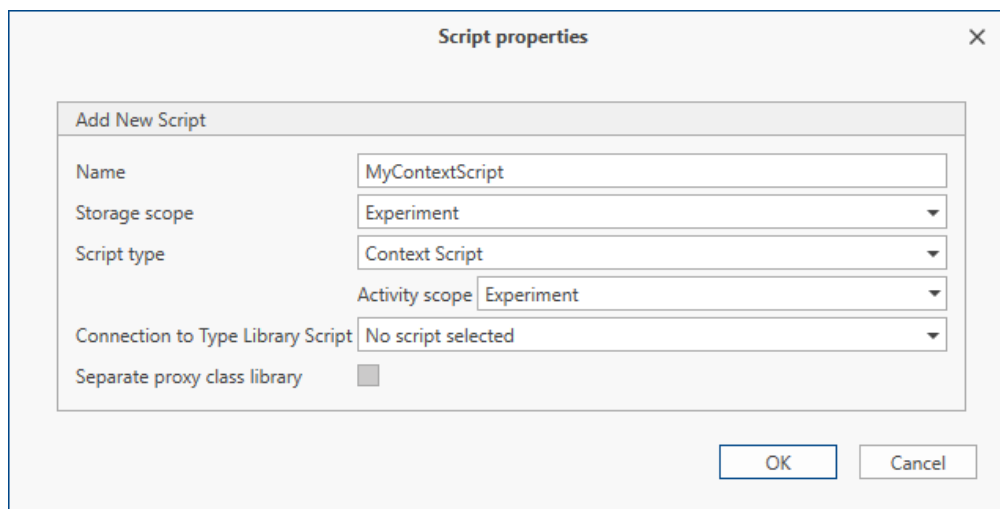 Script properties
Add New Script
Name MyContextScript
Storage scope Experiment
Script type Context Script
Activity scope Experiment
Connection to Type Library Script No script selected
Separate proxy class library
OK Cancel